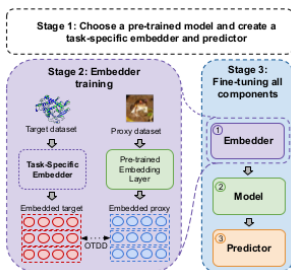 Stage 1: Choose a pre-trained model and create a
task-specific embedder and predictor
Stage 2: Embedder
training
Target dataset
Proxy dataset
Task-Specific
Embedder
Pre-trained
Embedding
Layer
Embedded target
Embedded proxy
OTDD
Stage 3:
Fine-tuning all
components
1
Embedder
2
Model
3
Predictor